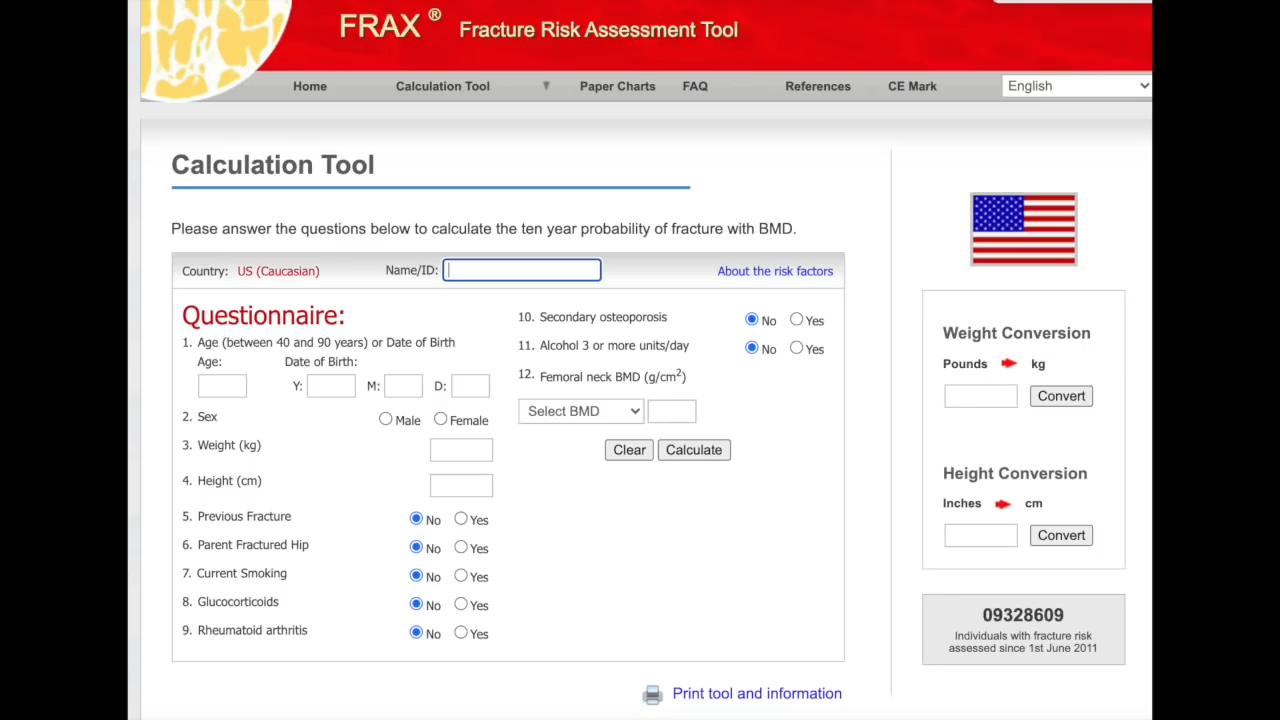 FRAX ® Fracture Risk Assessment Tool
Home Calculation Tool ▼ Paper Charts FAQ References CE Mark English
Calculation Tool
Please answer the questions below to calculate the ten year probability of fracture with BMD.
Country: US (Caucasian) Name/ID: About the risk factors
Questionnaire:
1. Age (between 40 and 90 years) or Date of Birth
Age: Date of Birth:
Y: M: D:
2. Sex Male Female
3. Weight (kg)
4. Height (cm)
5. Previous Fracture No Yes
6. Parent Fractured Hip No Yes
7. Current Smoking No Yes
8. Glucocorticoids No Yes
9. Rheumatoid arthritis No Yes
10. Secondary osteoporosis No Yes
11. Alcohol 3 or more units/day No Yes
12. Femoral neck BMD (g/cm²)
Select BMD
Clear Calculate
Print tool and information
Weight Conversion
Pounds kg
Convert
Height Conversion
Inches cm
Convert
09328609
Individuals with fracture risk
assessed since 1st June 2011